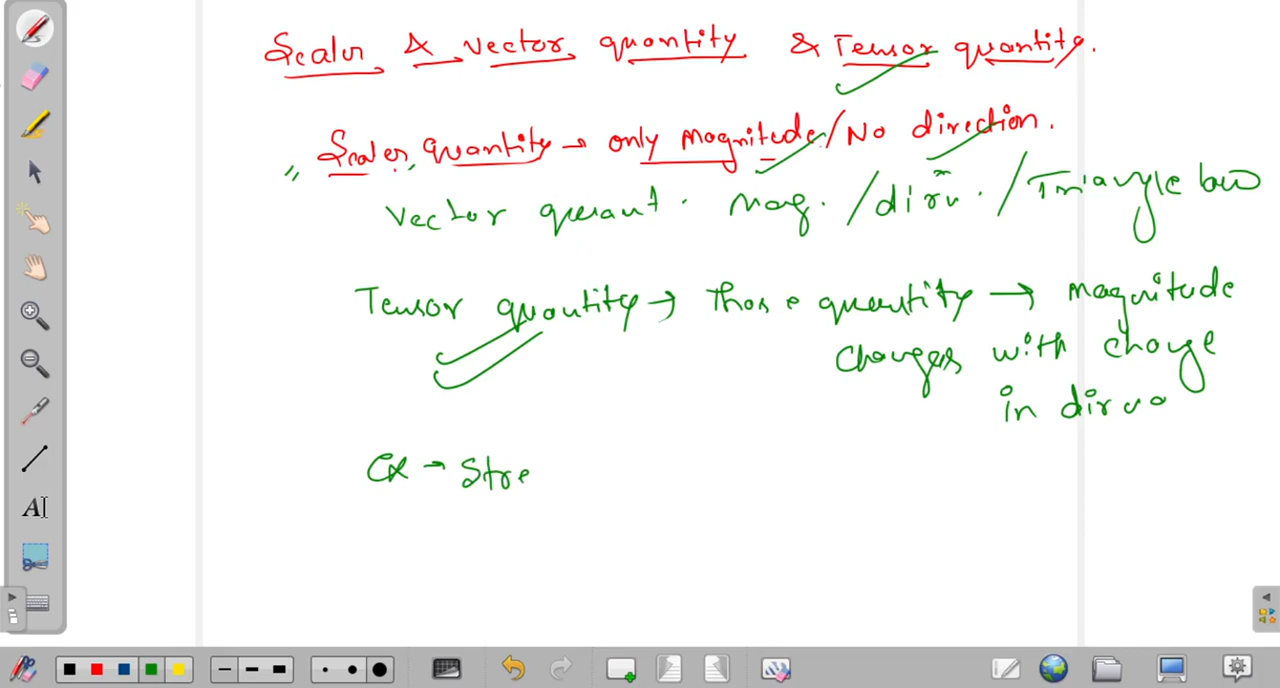 Scalar & vector quantity & Tensor quantity.
"Scalar" quantity → only magnitude / No direction.
Vector quant. mag. / dirn. / Triangle law
Tensor quantity → Those quantity → magnitude
changes with change
in dirn
Ex → Stre
A